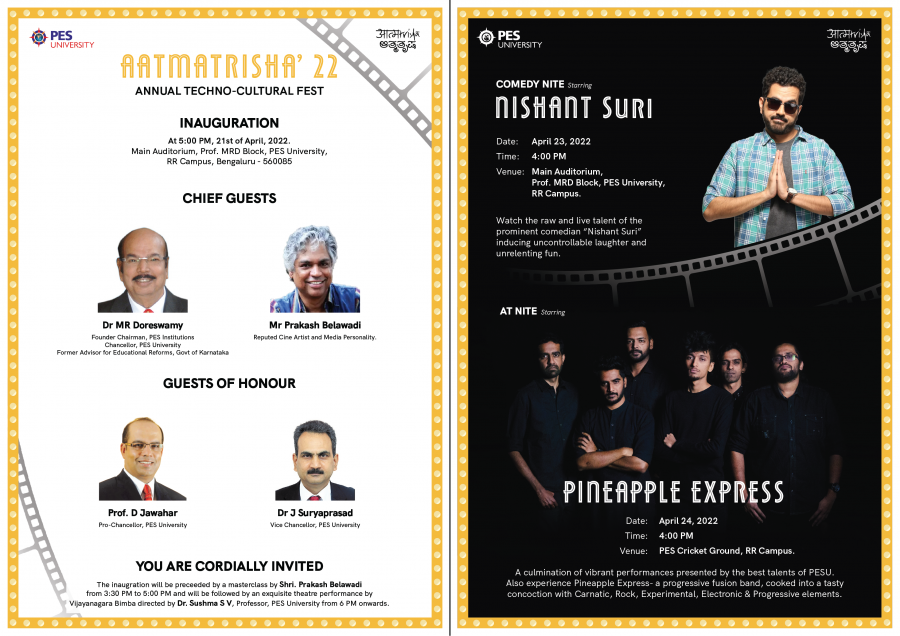 PES
UNIVERSITY
AATMATRISHA' 22
ANNUAL TECHNO-CULTURAL FEST
INAUGURATION
At 5:00 PM, 21st of April, 2022.
Main Auditorium, Prof. MRD Block, PES University,
RR Campus, Bengaluru - 560085
CHIEF GUESTS
Dr MR Doreswamy
Founder Chairman, PES Institutions
Chancellor, PES University
Former Advisor for Educational Reforms, Govt of Karnataka
Mr Prakash Belawadi
Reputed Cine Artist and Media Personality.
GUESTS OF HONOUR
Prof. D Jawahar
Pro-Chancellor, PES University
Dr J Suryaprasad
Vice Chancellor, PES University
YOU ARE CORDIALLY INVITED
The inaugration will be preceeded by a masterclass by Shri. Prakash Belawadi
from 3:30 PM to 5:00 PM and will be followed by an exquisite theatre performance by
Vijayanagara Bimba directed by Dr. Sushma S V, Professor, PES University from 6 PM onwards.
PES
UNIVERSITY
COMEDY NITE Starring
NISHANT SURI
Date: April 23, 2022
Time: 4:00 PM
Venue: Main Auditorium,
Prof. MRD Block, PES University,
RR Campus.
Watch the raw and live talent of the
prominent comedian “Nishant Suri”
inducing uncontrollable laughter and
unrelenting fun.
AT NITE Starring
PINEAPPLE EXPRESS
Date: April 24, 2022
Time: 4:00 PM
Venue: PES Cricket Ground, RR Campus.
A culmination of vibrant performances presented by the best talents of PESU.
Also experience Pineapple Express- a progressive fusion band, cooked into a tasty
concoction with Carnatic, Rock, Experimental, Electronic & Progressive elements.